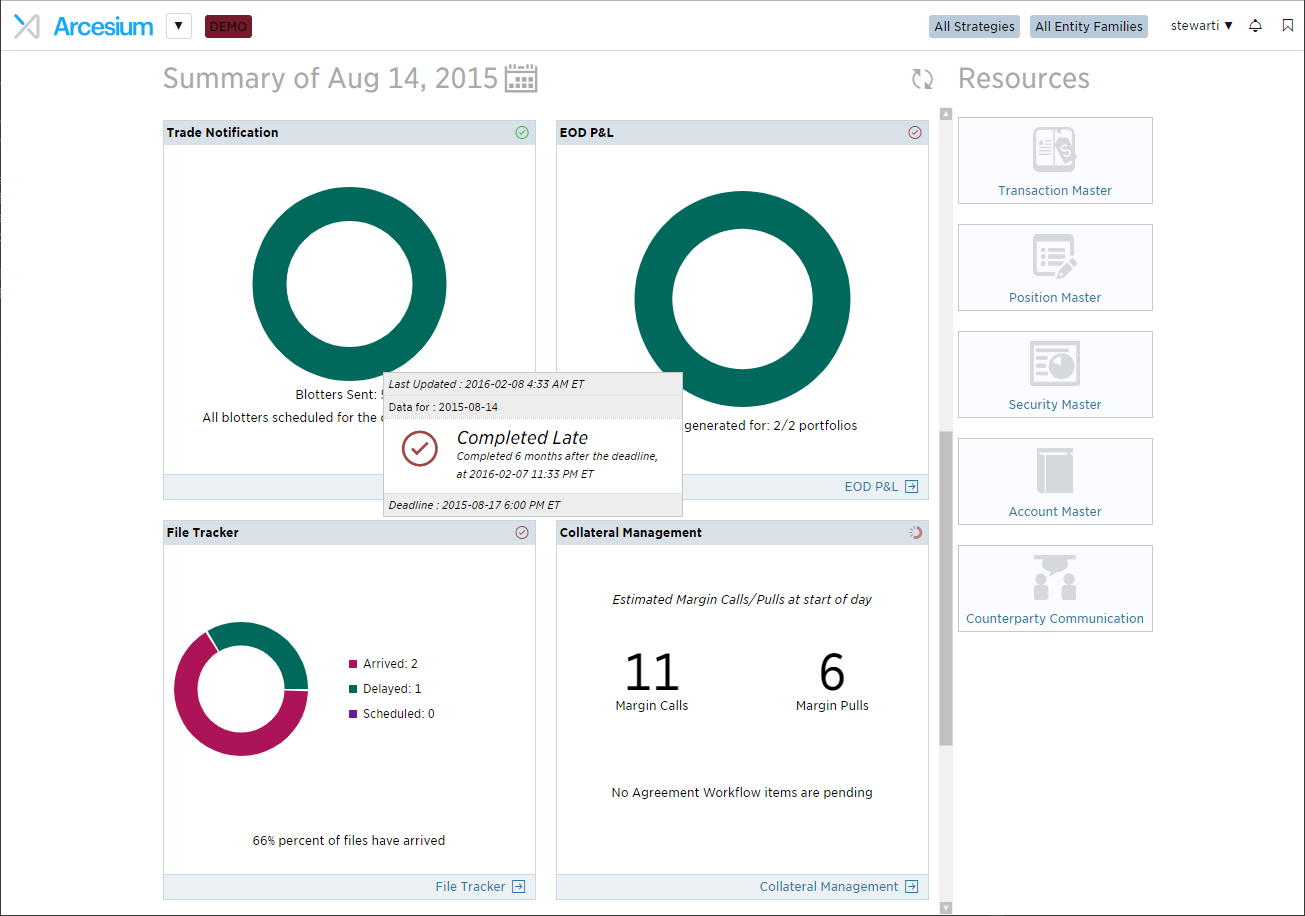 Arcesium ▼ DEMO All Strategies All Entity Families stewarti ▼
Summary of Aug 14, 2015
Resources
Trade Notification
Blotters Sent:
All blotters scheduled for the
EOD P&L
generated for: 2/2 portfolios
EOD P&L
Last Updated : 2016-02-08 4:33 AM ET
Data for : 2015-08-14
Completed Late
Completed 6 months after the deadline,
at 2016-02-07 11:33 PM ET
Deadline : 2015-08-17 6:00 PM ET
File Tracker
Arrived: 2
Delayed: 1
Scheduled: 0
66% percent of files have arrived
File Tracker
Collateral Management
Estimated Margin Calls/Pulls at start of day
11
Margin Calls
6
Margin Pulls
No Agreement Workflow items are pending
Collateral Management
Transaction Master
Position Master
Security Master
Account Master
Counterparty Communication